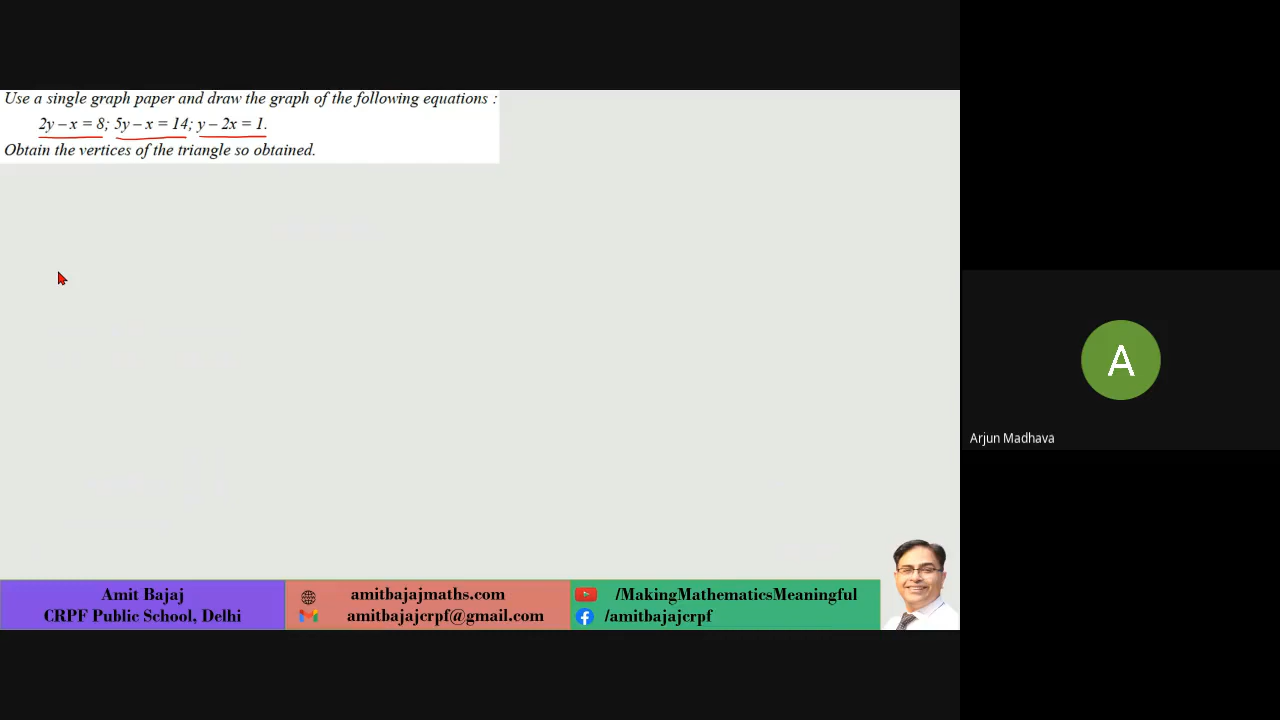 Use a single graph paper and draw the graph of the following equations :
2y – x = 8; 5y – x = 14; y – 2x = 1.
Obtain the vertices of the triangle so obtained.
A
Arjun Madhava
Amit Bajaj
CRPF Public School, Delhi
amitbajajmaths.com
amitbajajcrpf@gmail.com
/MakingMathematicsMeaningful
/amitbajajcrpf